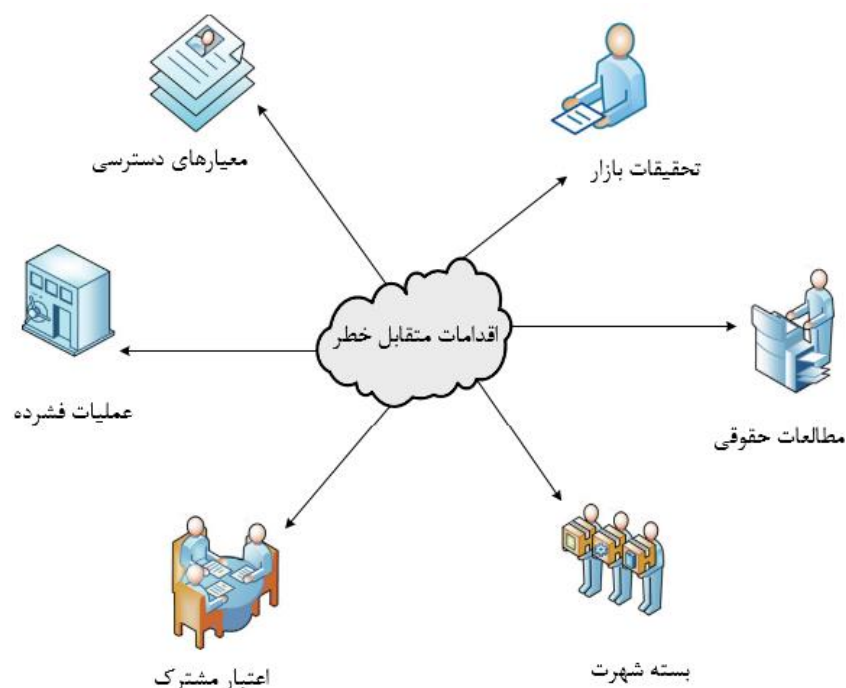 معیارهای دسترسی
تحقیقات بازار
اقدامات متقابل خطر
عملیات فشرده
مطالعات حقوقی
اعتبار مشترک
بسته شهرت